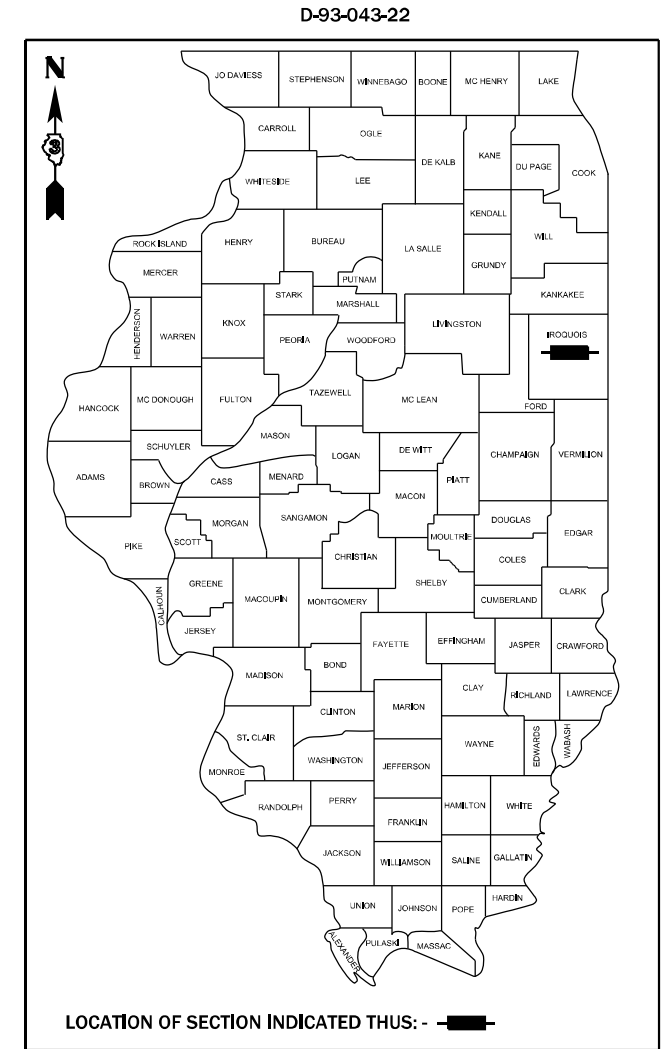 D-93-043-22
N
3
JO DAVIESS STEPHENSON WINNEBAGO BOONE MC HENRY LAKE
CARROLL OGLE DE KALB KANE DU PAGE COOK
WHITESIDE LEE KENDALL WILL
ROCK ISLAND HENRY BUREAU LA SALLE GRUNDY
MERCER PUTNAM KANKAKEE
STARK MARSHALL
HENDERSON WARREN KNOX PEORIA WOODFORD LIVINGSTON IROQUOIS
HANCOCK MC DONOUGH FULTON TAZEWELL MC LEAN FORD
SCHUYLER MASON LOGAN DE WITT CHAMPAIGN VERMILION
ADAMS BROWN CASS MENARD MACON PIATT
PIKE SCOTT MORGAN SANGAMON CHRISTIAN MOULTRIE DOUGLAS EDGAR
COLES
CALHOUN GREENE MACOUPIN MONTGOMERY SHELBY CUMBERLAND CLARK
JERSEY FAYETTE EFFINGHAM JASPER CRAWFORD
MADISON BOND CLAY RICHLAND LAWRENCE
CLINTON MARION
ST. CLAIR WASHINGTON JEFFERSON WAYNE EDWARDS WABASH
MONROE
RANDOLPH PERRY FRANKLIN HAMILTON WHITE
JACKSON WILLIAMSON SALINE GALLATIN
UNION JOHNSON POPE HARDIN
ALEXANDER PULASKI MASSAC
LOCATION OF SECTION INDICATED THUS: -